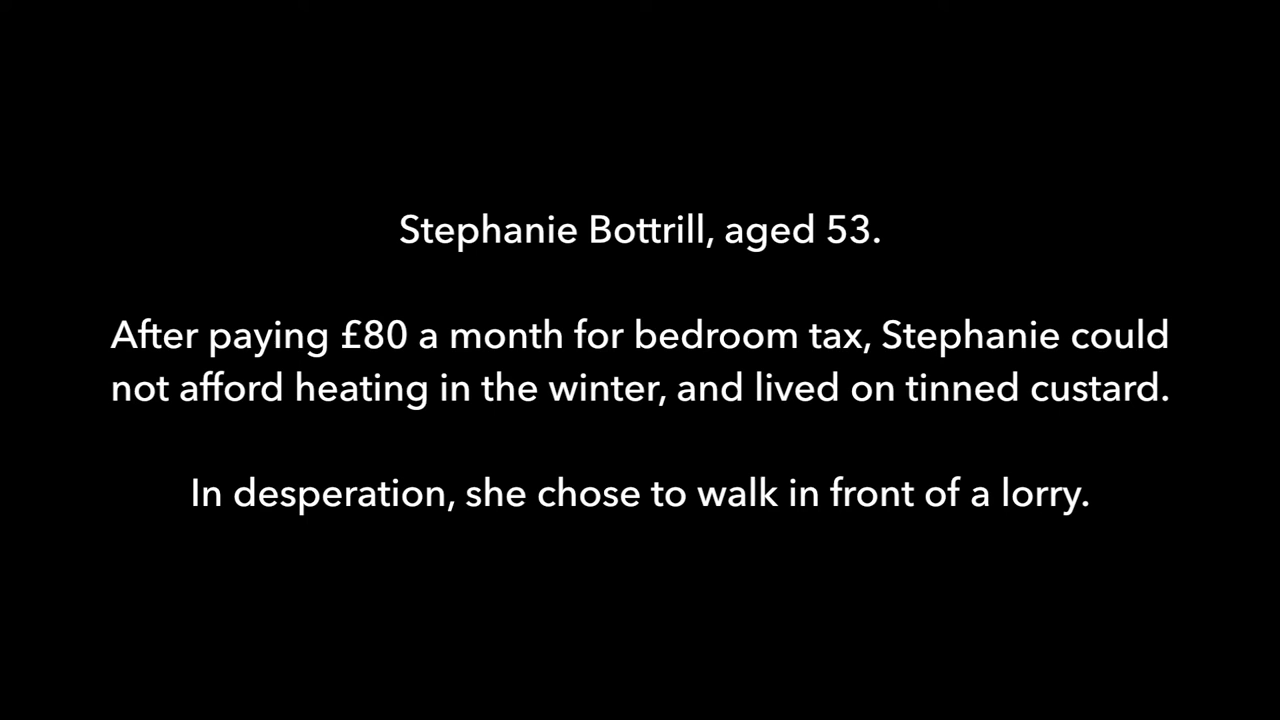 Stephanie Bottrill, aged 53.
After paying £80 a month for bedroom tax, Stephanie could
not afford heating in the winter, and lived on tinned custard.
In desperation, she chose to walk in front of a lorry.